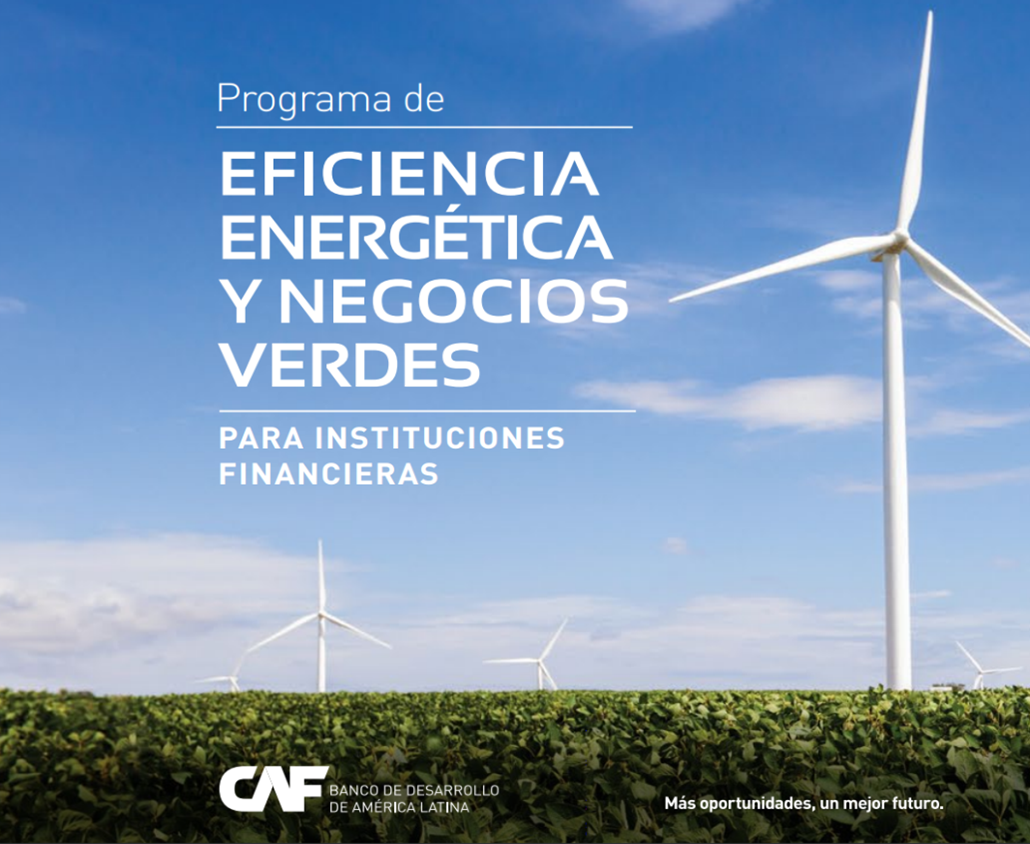 Programa de
EFICIENCIA
ENERGÉTICA
Y NEGOCIOS
VERDES
PARA INSTITUCIONES
FINANCIERAS
CAF BANCO DE DESARROLLO
DE AMÉRICA LATINA
Más oportunidades, un mejor futuro.